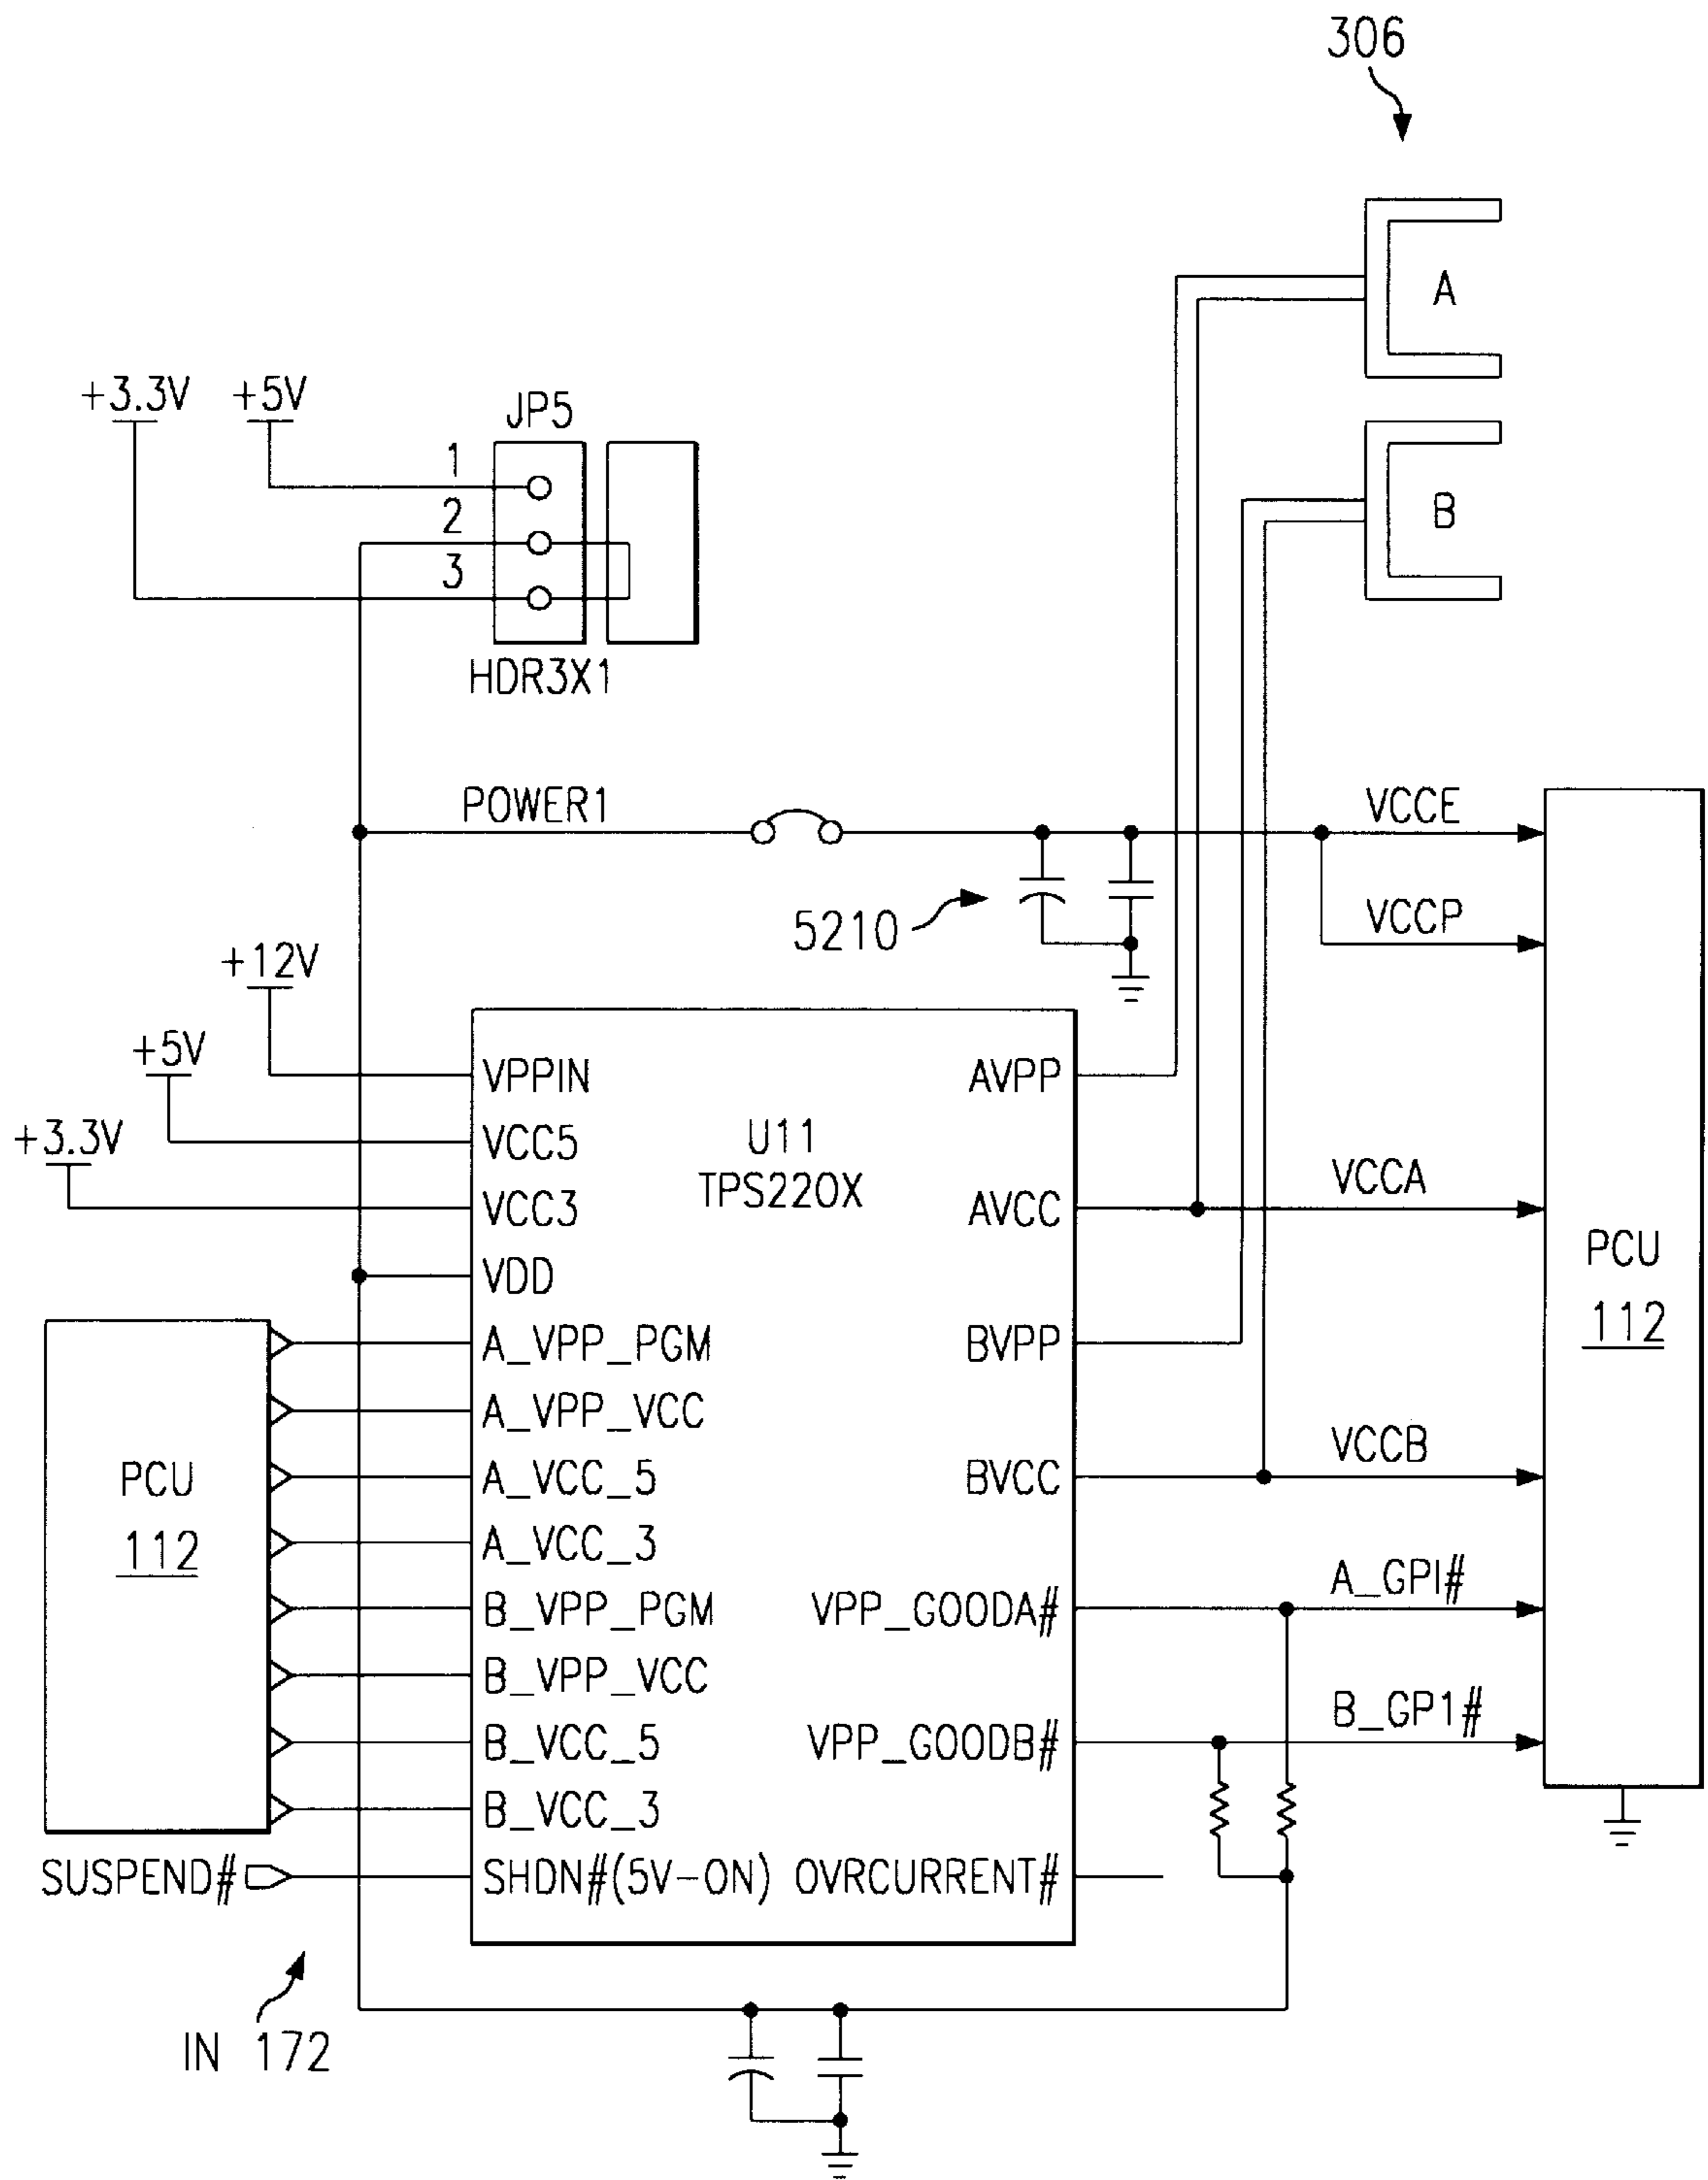 306
A
+3.3V
+5V
JP5
1
2
3
B
HDR3X1
POWER1
VCCE
5210
VCCP
+12V
+5V
+3.3V
VPPIN
AVPP
VCC5
U11
TPS220X
VCC3
AVCC
VCCA
VDD
PCU
112
A_VPP_PGM
BVPP
A_VPP_VCC
PCU
112
A_VCC_5
BVCC
VCCB
A_VCC_3
B_VPP_PGM
VPP_GOODA#
A_GPI#
B_VPP_VCC
B_VCC_5
VPP_GOODB#
B_GP1#
B_VCC_3
SUSPEND#
SHDN#(5V-ON)
OVRCURRENT#
IN 172